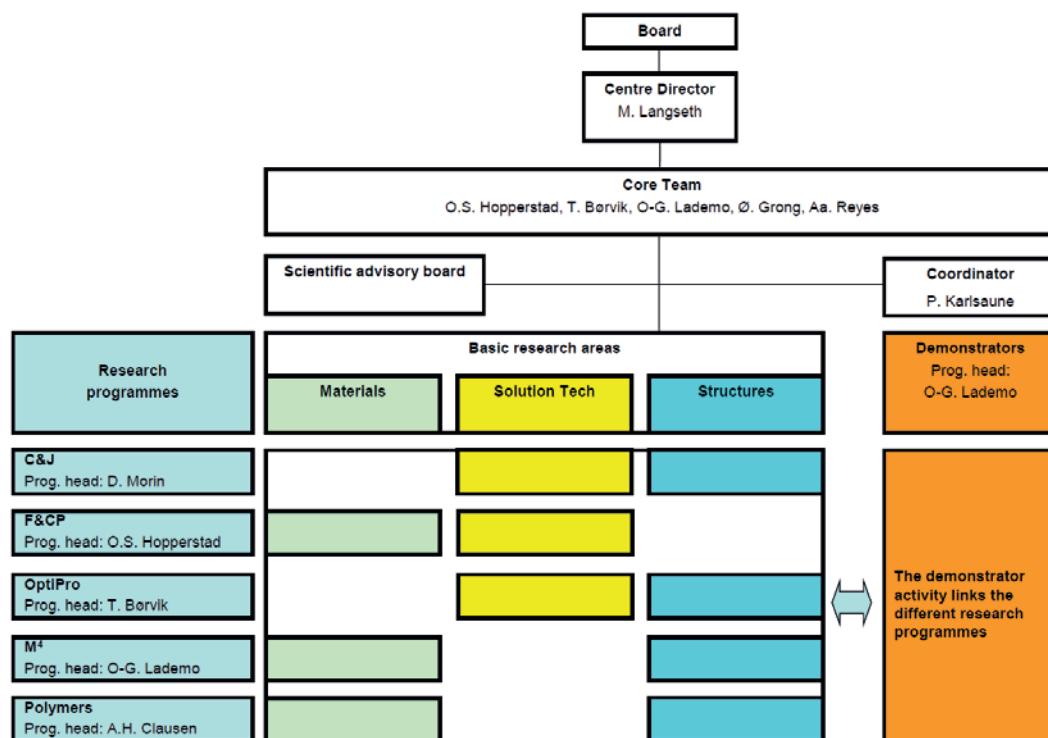 Board
Centre Director
M. Langseth
Core Team
O.S. Hopperstad, T. Børvik, O-G. Lademo, Ø. Grong, Aa. Reyes
Scientific advisory board
Coordinator
P. Karlsaune
Research
programmes
Basic research areas
Materials
Solution Tech
Structures
Demonstrators
Prog. head:
O-G. Lademo
C&J
Prog. head: D. Morin
F&CP
Prog. head: O.S. Hopperstad
OptiPro
Prog. head: T. Børvik
M⁴
Prog. head: O-G. Lademo
Polymers
Prog. head: A.H. Clausen
The demonstrator
activity links the
different research
programmes